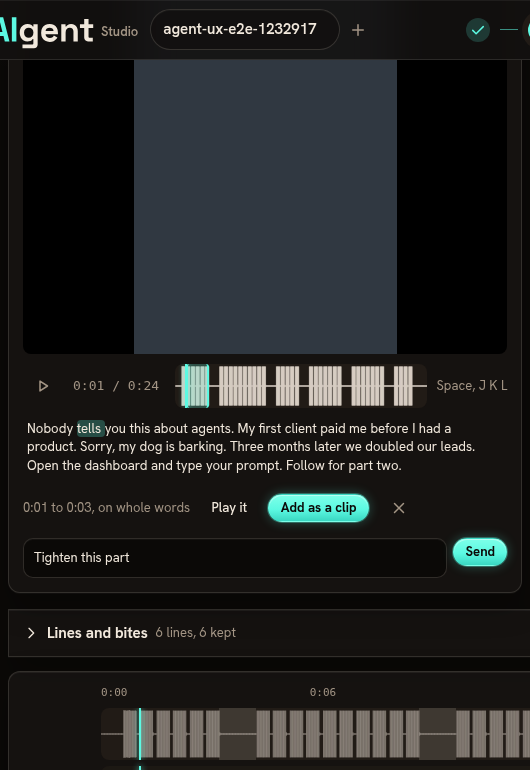 AIgent Studio agent-ux-e2e-1232917 +
0:01 / 0:24 Space, J K L
Nobody tells you this about agents. My first client paid me before I had a
product. Sorry, my dog is barking. Three months later we doubled our leads.
Open the dashboard and type your prompt. Follow for part two.
0:01 to 0:03, on whole words Play it Add as a clip
Tighten this part Send
Lines and bites 6 lines, 6 kept
0:00 0:06